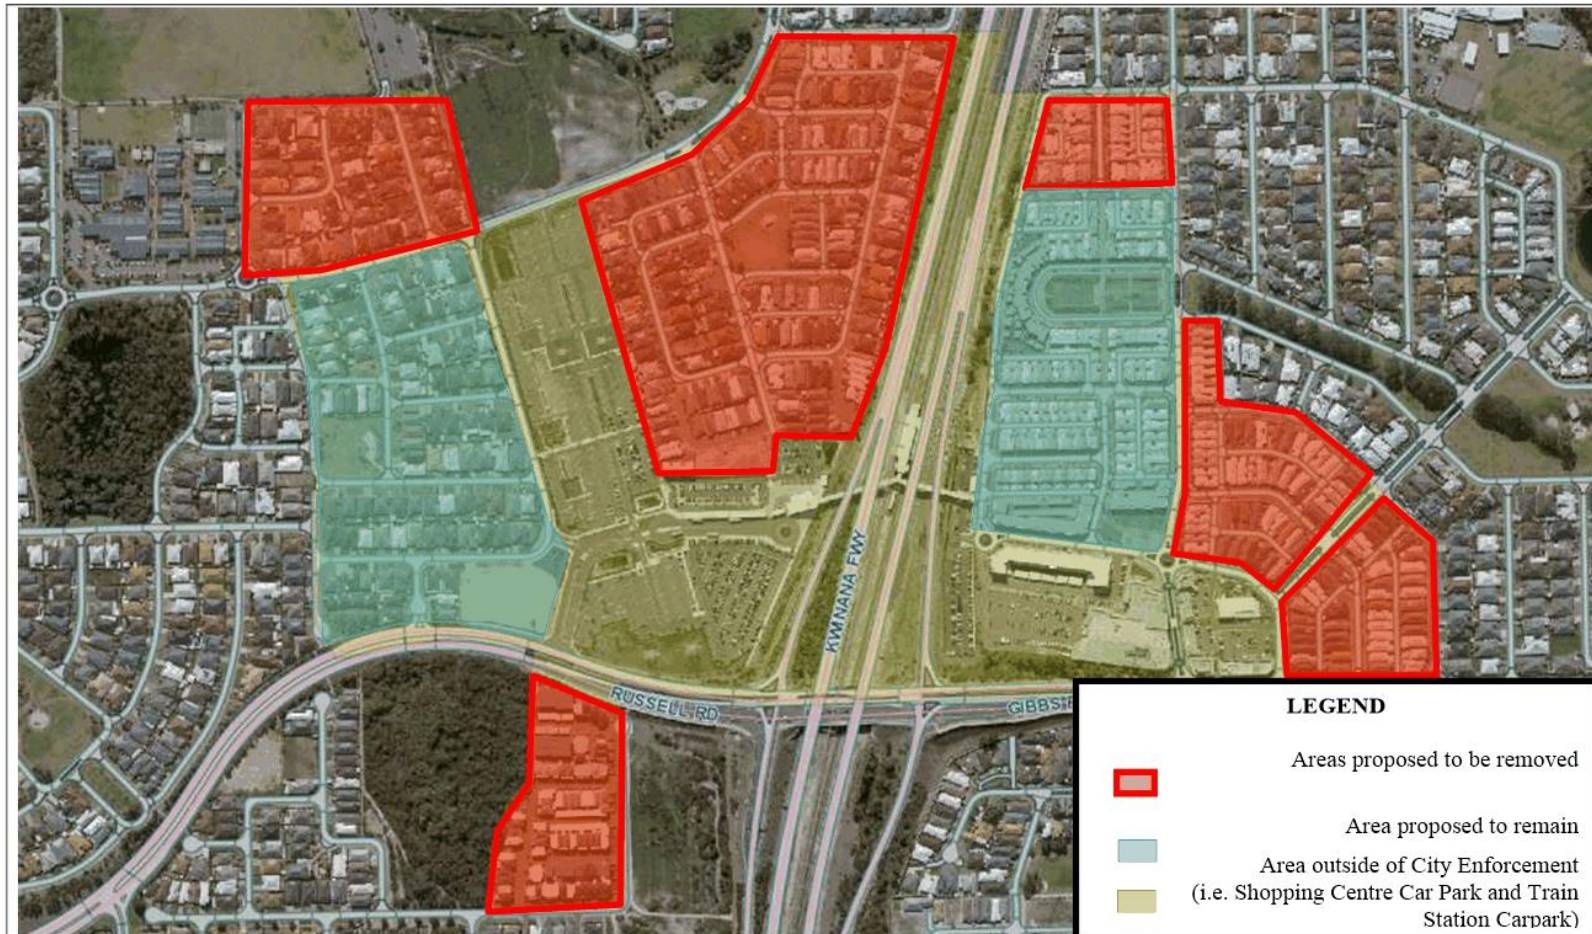 KWINANA FWY
RUSSELL RD
GIBBS
LEGEND
Areas proposed to be removed
Area proposed to remain
Area outside of City Enforcement
(i.e. Shopping Centre Car Park and Train
Station Carpark)